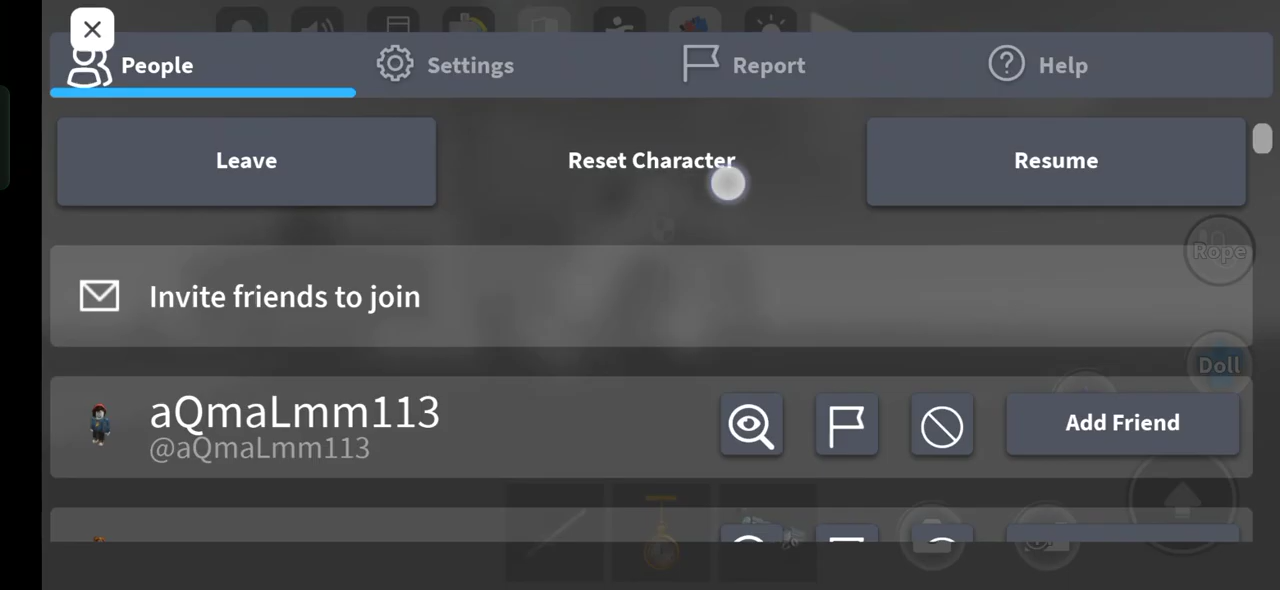 People
Settings
Report
Help
Leave
Reset Character
Resume
Rope
Invite friends to join
Doll
aQmaLmm113
@aQmaLmm113
Add Friend